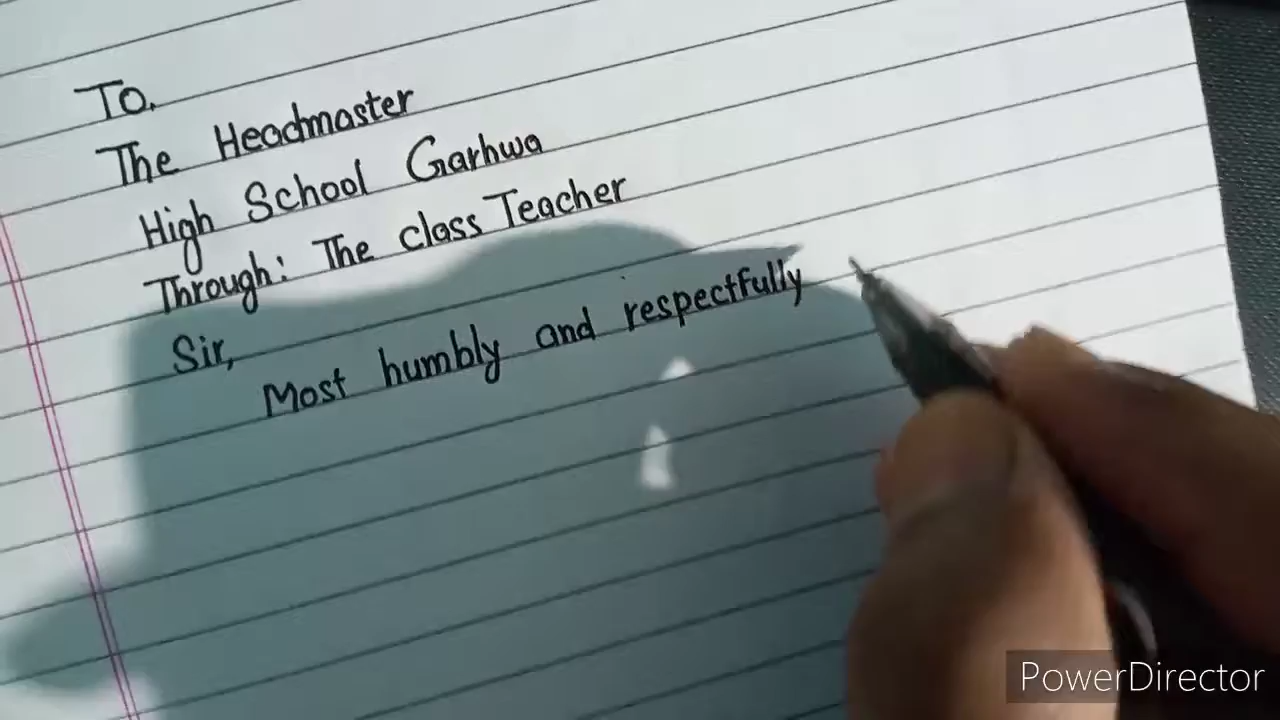 To,
The Headmaster
High School Garhwa
Through: The class Teacher
Sir,
Most humbly and respectfully
PowerDirector